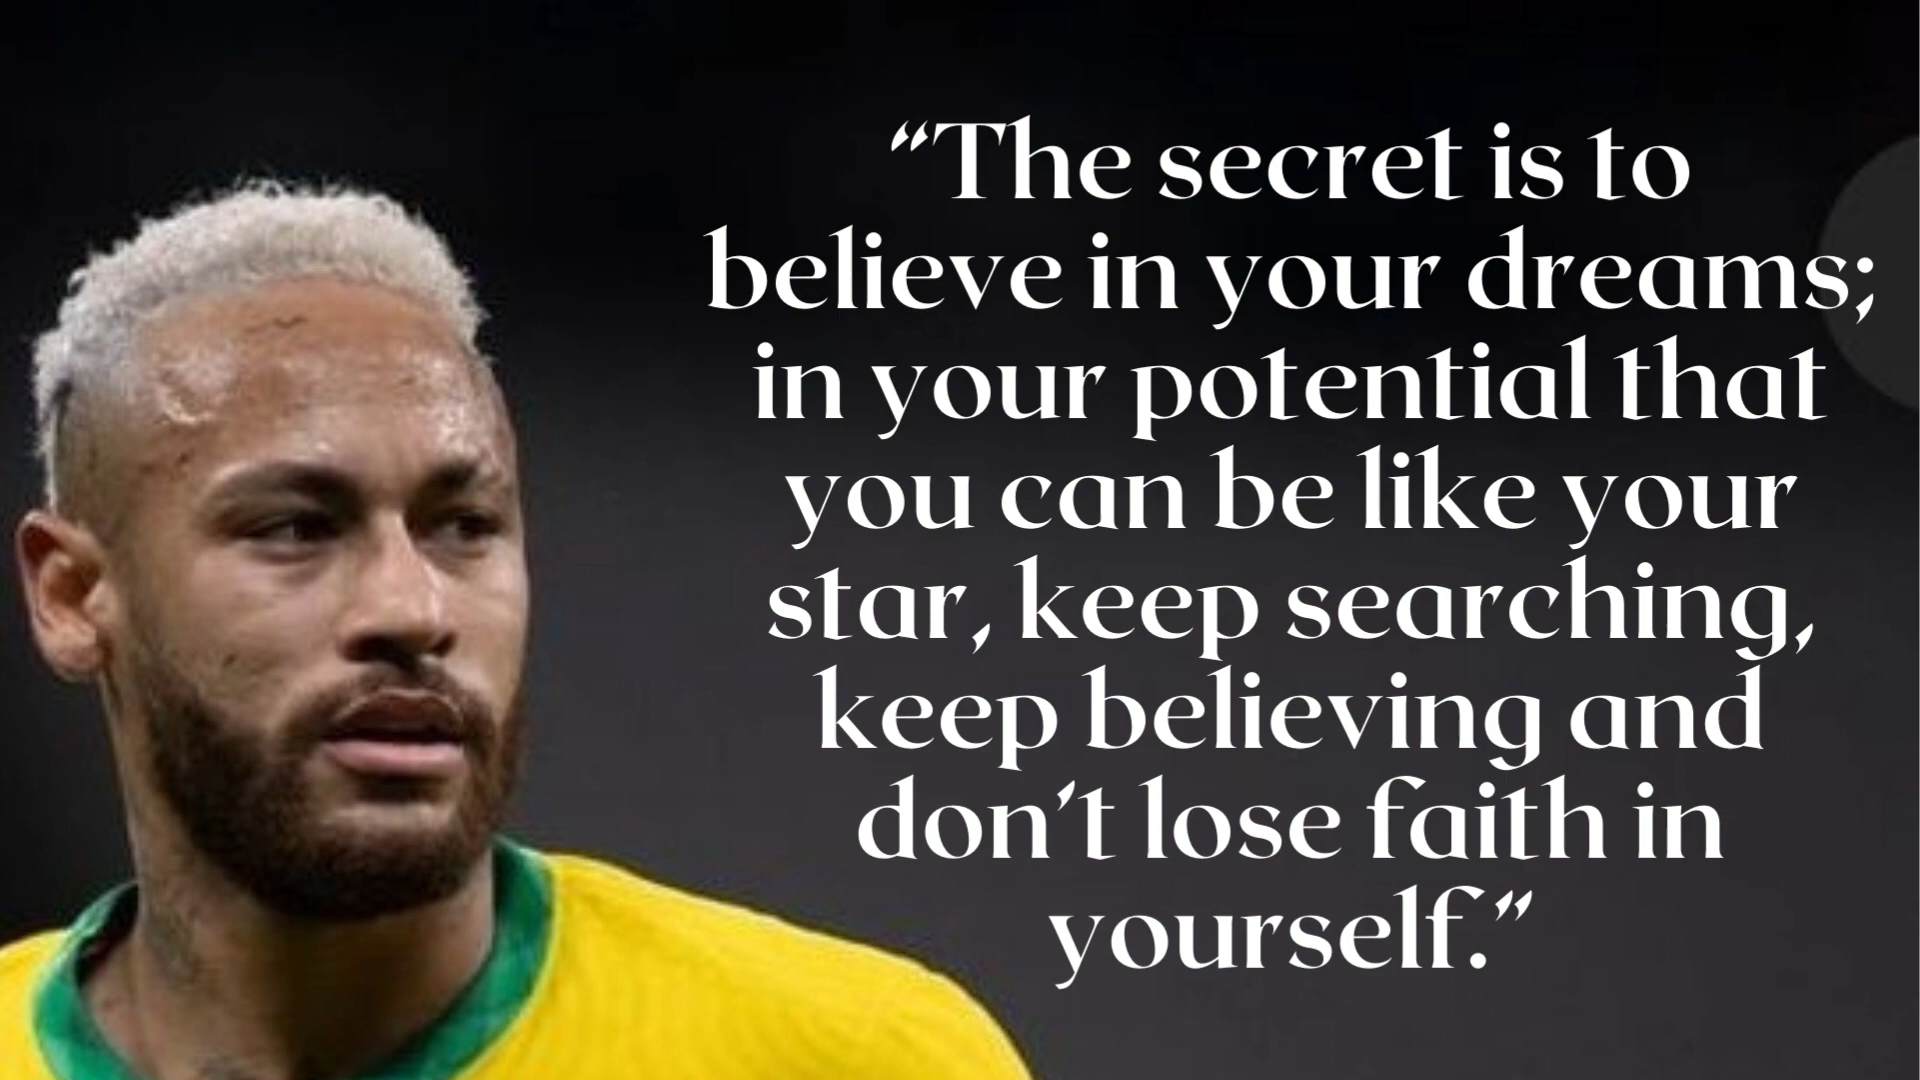 “The secret is to
believe in your dreams;
in your potential that
you can be like your
star, keep searching,
keep believing and
don’t lose faith in
yourself.”